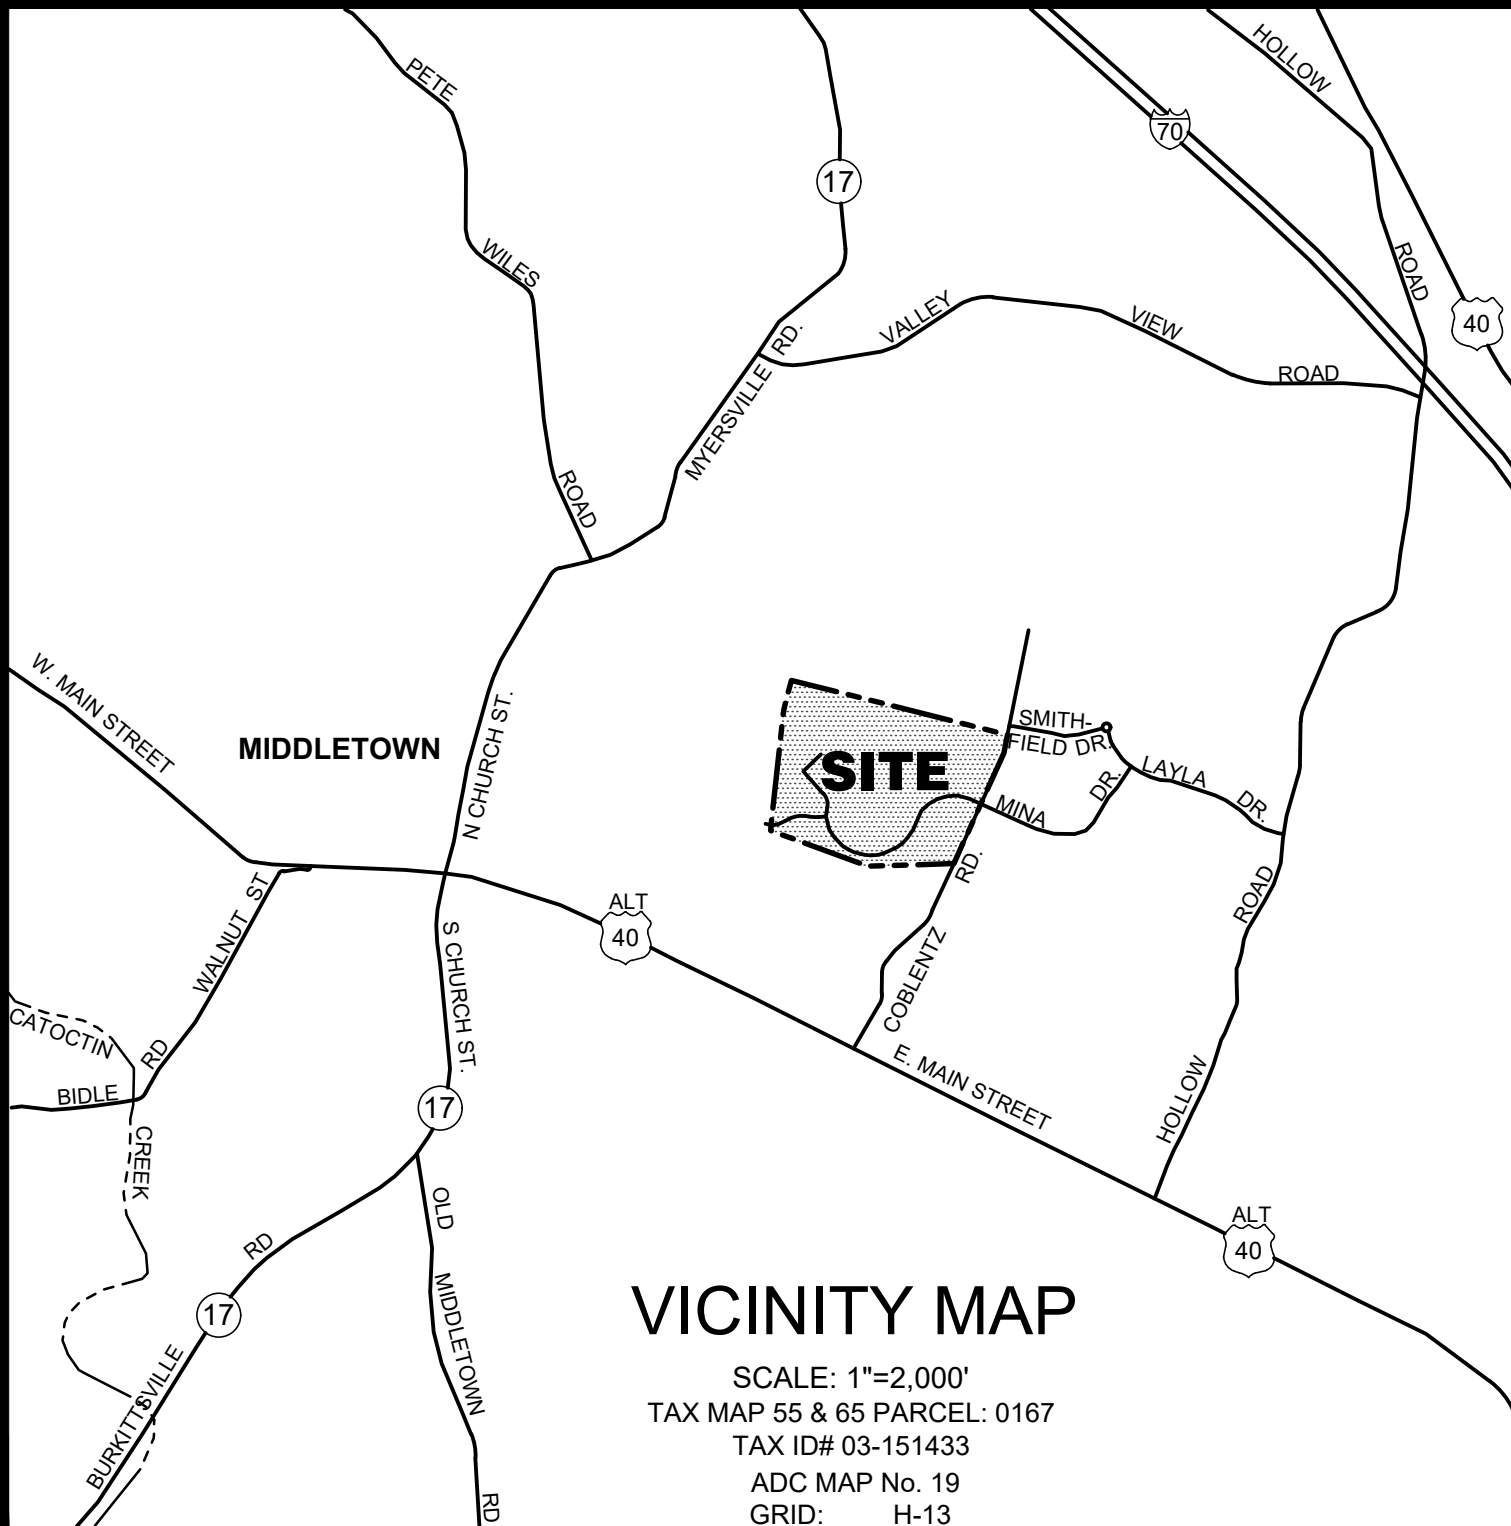 PETE
WILES
ROAD
17
HOLLOW
ROAD
70
40
MYERSVILLE RD.
VALLEY
VIEW
ROAD
W. MAIN STREET
MIDDLETOWN
N CHURCH ST.
SITE
SMITH-
FIELD DR.
LAYLA
DR.
MINA
DR.
COBLENTZ
RD.
ALT
40
WALNUT ST
S CHURCH ST.
CATOCTIN
CREEK
BIDLE
RD
17
E. MAIN STREET
HOLLOW
ROAD
ALT
40
OLD
MIDDLETOWN
RD
RD
17
BURKITTSVILLE
VICINITY MAP
SCALE: 1"=2,000'
TAX MAP 55 & 65 PARCEL: 0167
TAX ID# 03-151433
ADC MAP No. 19
GRID: H-13